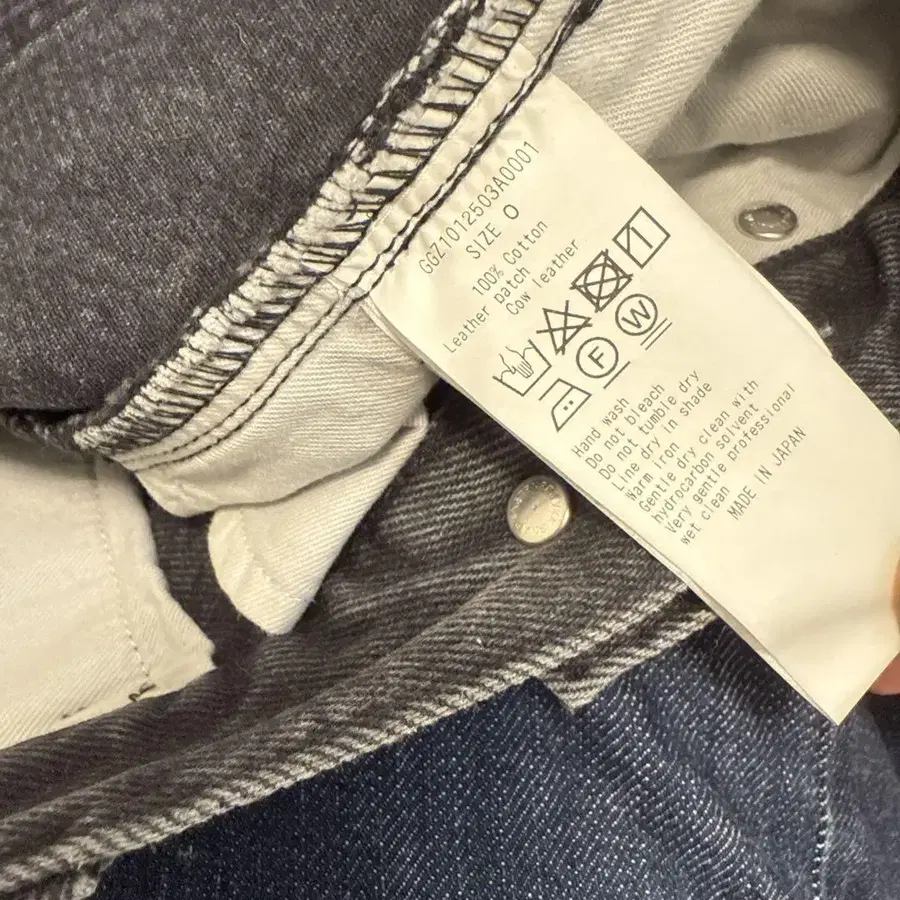 GGZ1012503A0001
SIZE 0
100% Cotton
Leather patch
Cow leather
F
W
Hand wash
Do not bleach
Do not tumble dry
Line dry in shade
Warm iron
Gentle dry clean with
hydrocarbon solvent
Very gentle professional
wet clean
MADE IN JAPAN